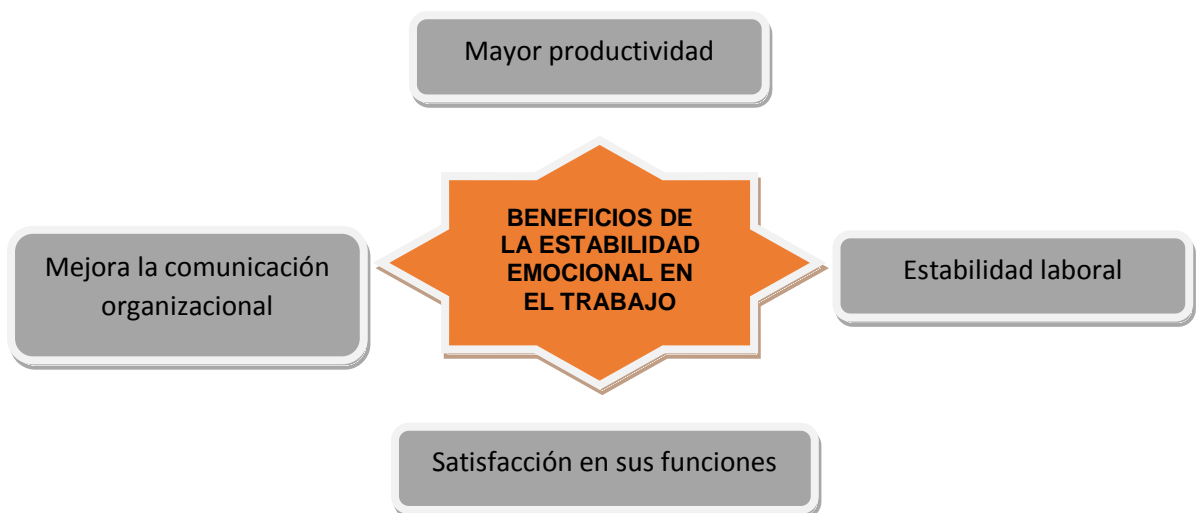 Mayor productividad
BENEFICIOS DE
LA ESTABILIDAD
EMOCIONAL EN
EL TRABAJO
Mejora la comunicación
organizacional
Estabilidad laboral
Satisfacción en sus funciones